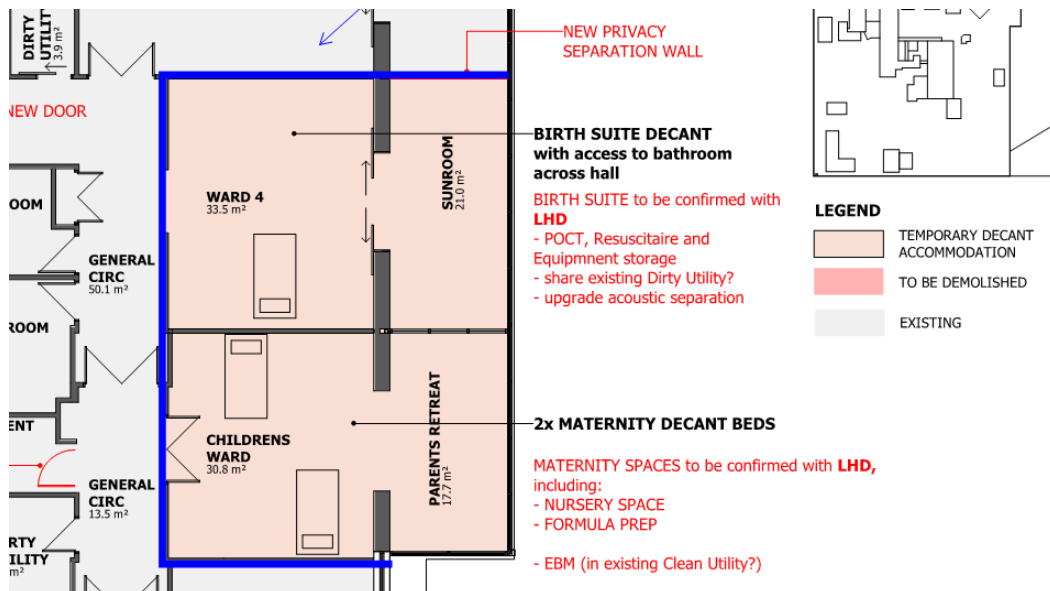 DIRTY
UTILITY
3.9 m²
NEW DOOR
OOM
GENERAL
CIRC
50.1 m²
ROOM
ENT
GENERAL
CIRC
13.5 m²
RTY
ILITY
m²
WARD 4
33.5 m²
SUNROOM
21.0 m²
CHILDRENS
WARD
30.8 m²
PARENTS RETREAT
17.7 m²
NEW PRIVACY
SEPARATION WALL
BIRTH SUITE DECANT
with access to bathroom
across hall
BIRTH SUITE to be confirmed with
LHD
- POCT, Resuscitaire and
Equipmnent storage
- share existing Dirty Utility?
- upgrade acoustic separation
2x MATERNITY DECANT BEDS
MATERNITY SPACES to be confirmed with LHD,
including:
- NURSERY SPACE
- FORMULA PREP
- EBM (in existing Clean Utility?)
LEGEND
TEMPORARY DECANT
ACCOMMODATION
TO BE DEMOLISHED
EXISTING